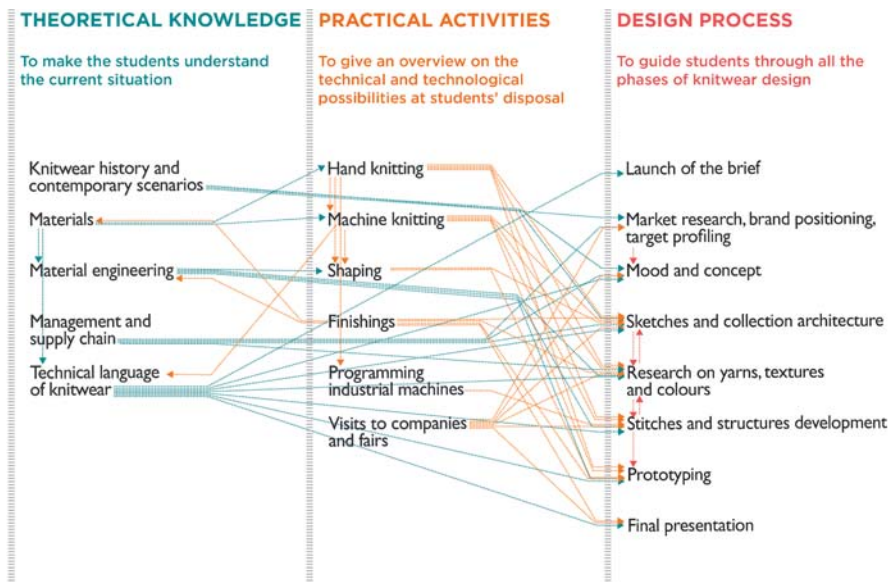 THEORETICAL KNOWLEDGE
To make the students understand
the current situation
Knitwear history and
contemporary scenarios
Materials
Material engineering
Management and
supply chain
Technical language
of knitwear
PRACTICAL ACTIVITIES
To give an overview on the
technical and technological
possibilities at students' disposal
Hand knitting
Machine knitting
Shaping
Finishings
Programming
industrial machines
Visits to companies
and fairs
DESIGN PROCESS
To guide students through all the
phases of knitwear design
Launch of the brief
Market research, brand positioning,
target profiling
Mood and concept
Sketches and collection architecture
Research on yarns, textures
and colours
Stitches and structures development
Prototyping
Final presentation